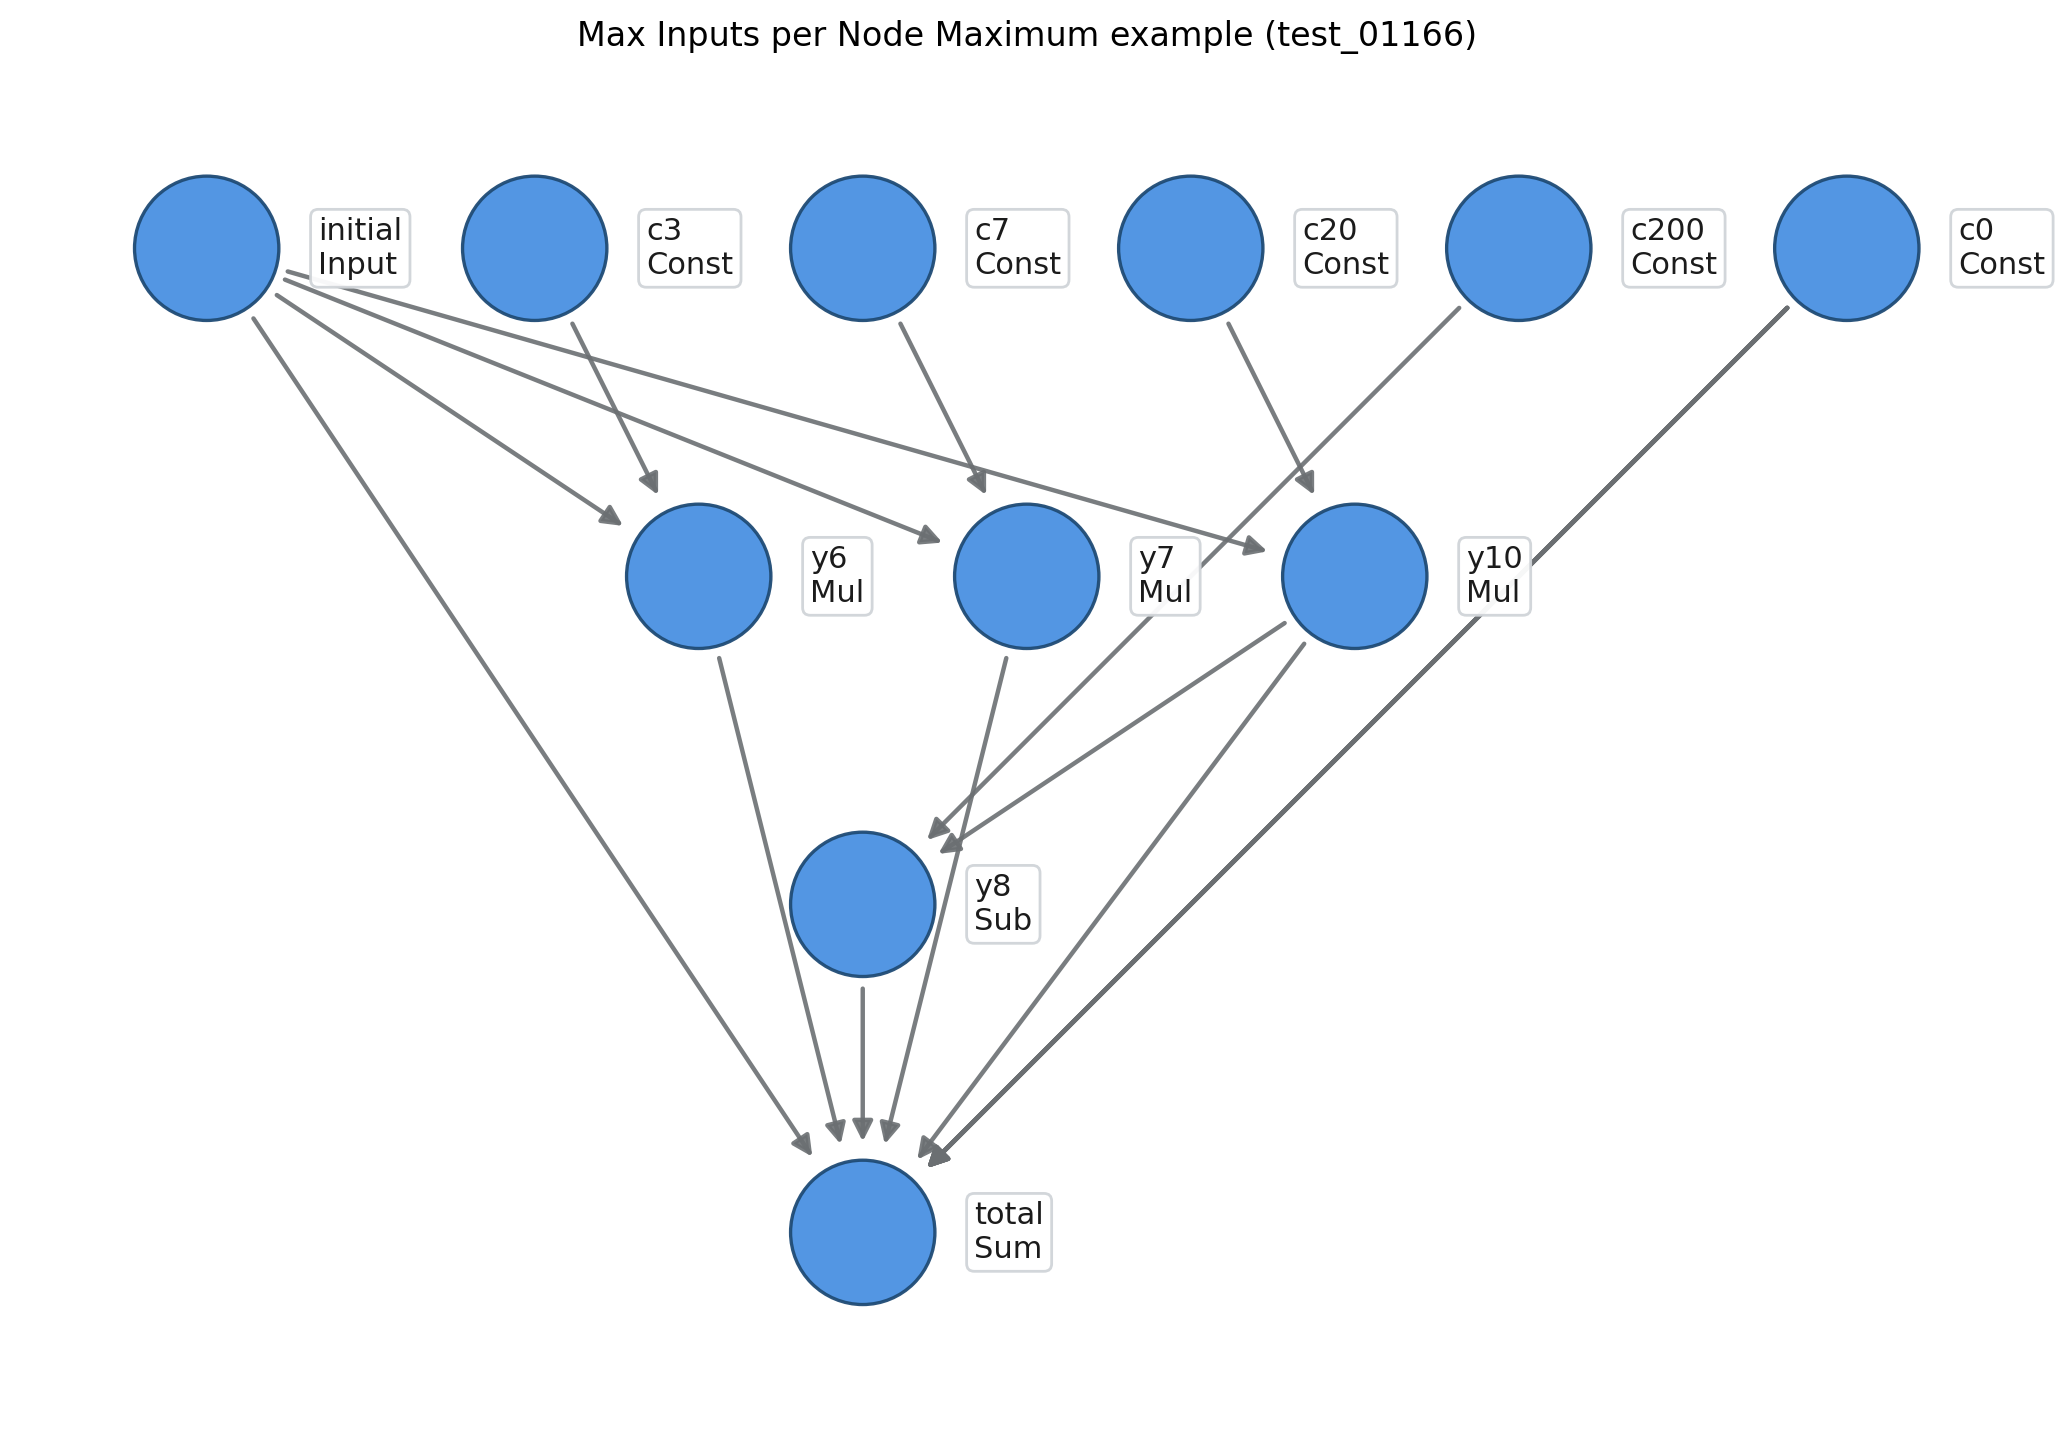 Max Inputs per Node Maximum example (test_01166)
initial
Input
c3
Const
c7
Const
c20
Const
c200
Const
c0
Const
y6
Mul
y7
Mul
y10
Mul
y8
Sub
total
Sum